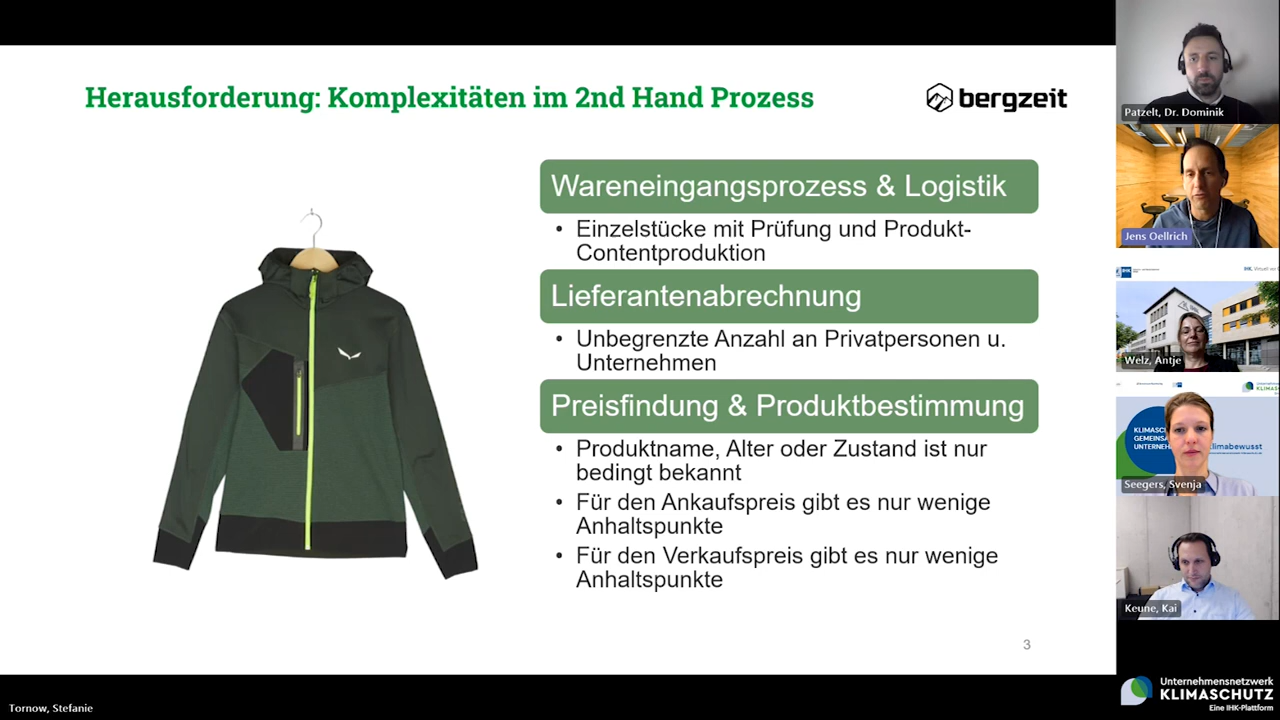 Herausforderung: Komplexitäten im 2nd Hand Prozess
bergzeit
Wareneingangsprozess & Logistik
• Einzelstücke mit Prüfung und Produkt-
Contentproduktion
Lieferantenabrechnung
• Unbegrenzte Anzahl an Privatpersonen u.
Unternehmen
Preisfindung & Produktbestimmung
• Produktname, Alter oder Zustand ist nur
bedingt bekannt
• Für den Ankaufspreis gibt es nur wenige
Anhaltspunkte
• Für den Verkaufspreis gibt es nur wenige
Anhaltspunkte
3
Patzelt, Dr. Dominik
Jens Oellrich
IHK
IHK.
Welz, Antje
Klimabewusst
Seegers, Svenja
Keune, Kai
Unternehmensnetzwerk
KLIMASCHUTZ
Eine IHK-Plattform
Tornow, Stefanie